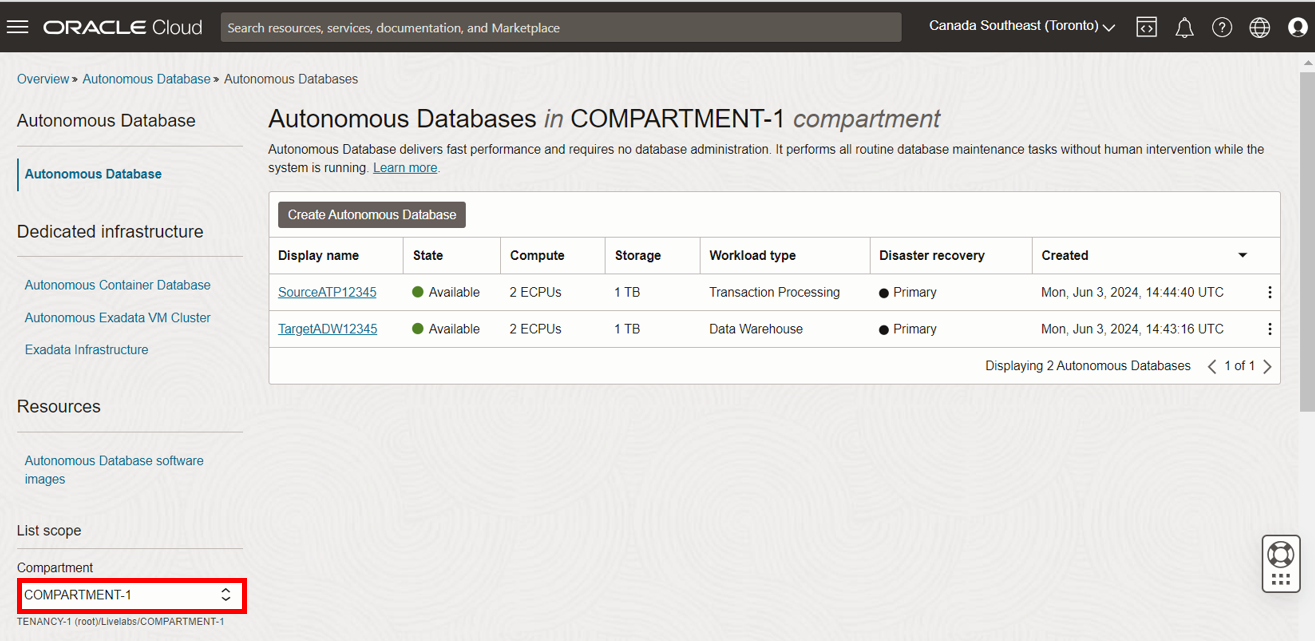 ORACLE Cloud
Search resources, services, documentation, and Marketplace
Canada Southeast (Toronto)
Overview » Autonomous Database » Autonomous Databases
Autonomous Database
Autonomous Database
Dedicated infrastructure
Autonomous Container Database
Autonomous Exadata VM Cluster
Exadata Infrastructure
Resources
Autonomous Database software
images
List scope
Compartment
COMPARTMENT-1
TENANCY-1 (root)/Livelabs/COMPARTMENT-1
Autonomous Databases in COMPARTMENT-1 compartment
Autonomous Database delivers fast performance and requires no database administration. It performs all routine database maintenance tasks without human intervention while the
system is running. Learn more.
Create Autonomous Database
Display name State Compute Storage Workload type Disaster recovery Created
SourceATP12345 Available 2 ECPUs 1 TB Transaction Processing Primary Mon, Jun 3, 2024, 14:44:40 UTC
TargetADW12345 Available 2 ECPUs 1 TB Data Warehouse Primary Mon, Jun 3, 2024, 14:43:16 UTC
Displaying 2 Autonomous Databases 1 of 1